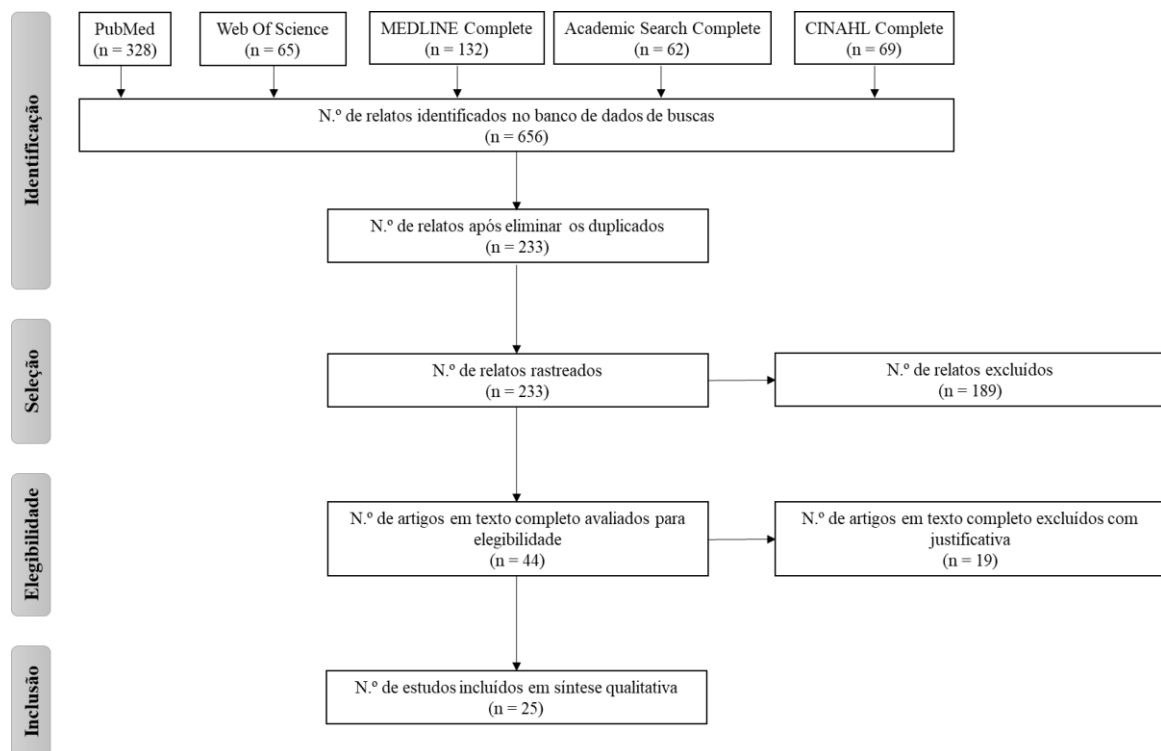 Identificação
PubMed
(n = 328)
Web Of Science
(n = 65)
MEDLINE Complete
(n = 132)
Academic Search Complete
(n = 62)
CINAHL Complete
(n = 69)
N.º de relatos identificados no banco de dados de buscas
(n = 656)
N.º de relatos após eliminar os duplicados
(n = 233)
Seleção
N.º de relatos rastreados
(n = 233)
N.º de relatos excluídos
(n = 189)
Elegibilidade
N.º de artigos em texto completo avaliados para
elegibilidade
(n = 44)
N.º de artigos em texto completo excluídos com
justificativa
(n = 19)
Inclusão
N.º de estudos incluídos em síntese qualitativa
(n = 25)